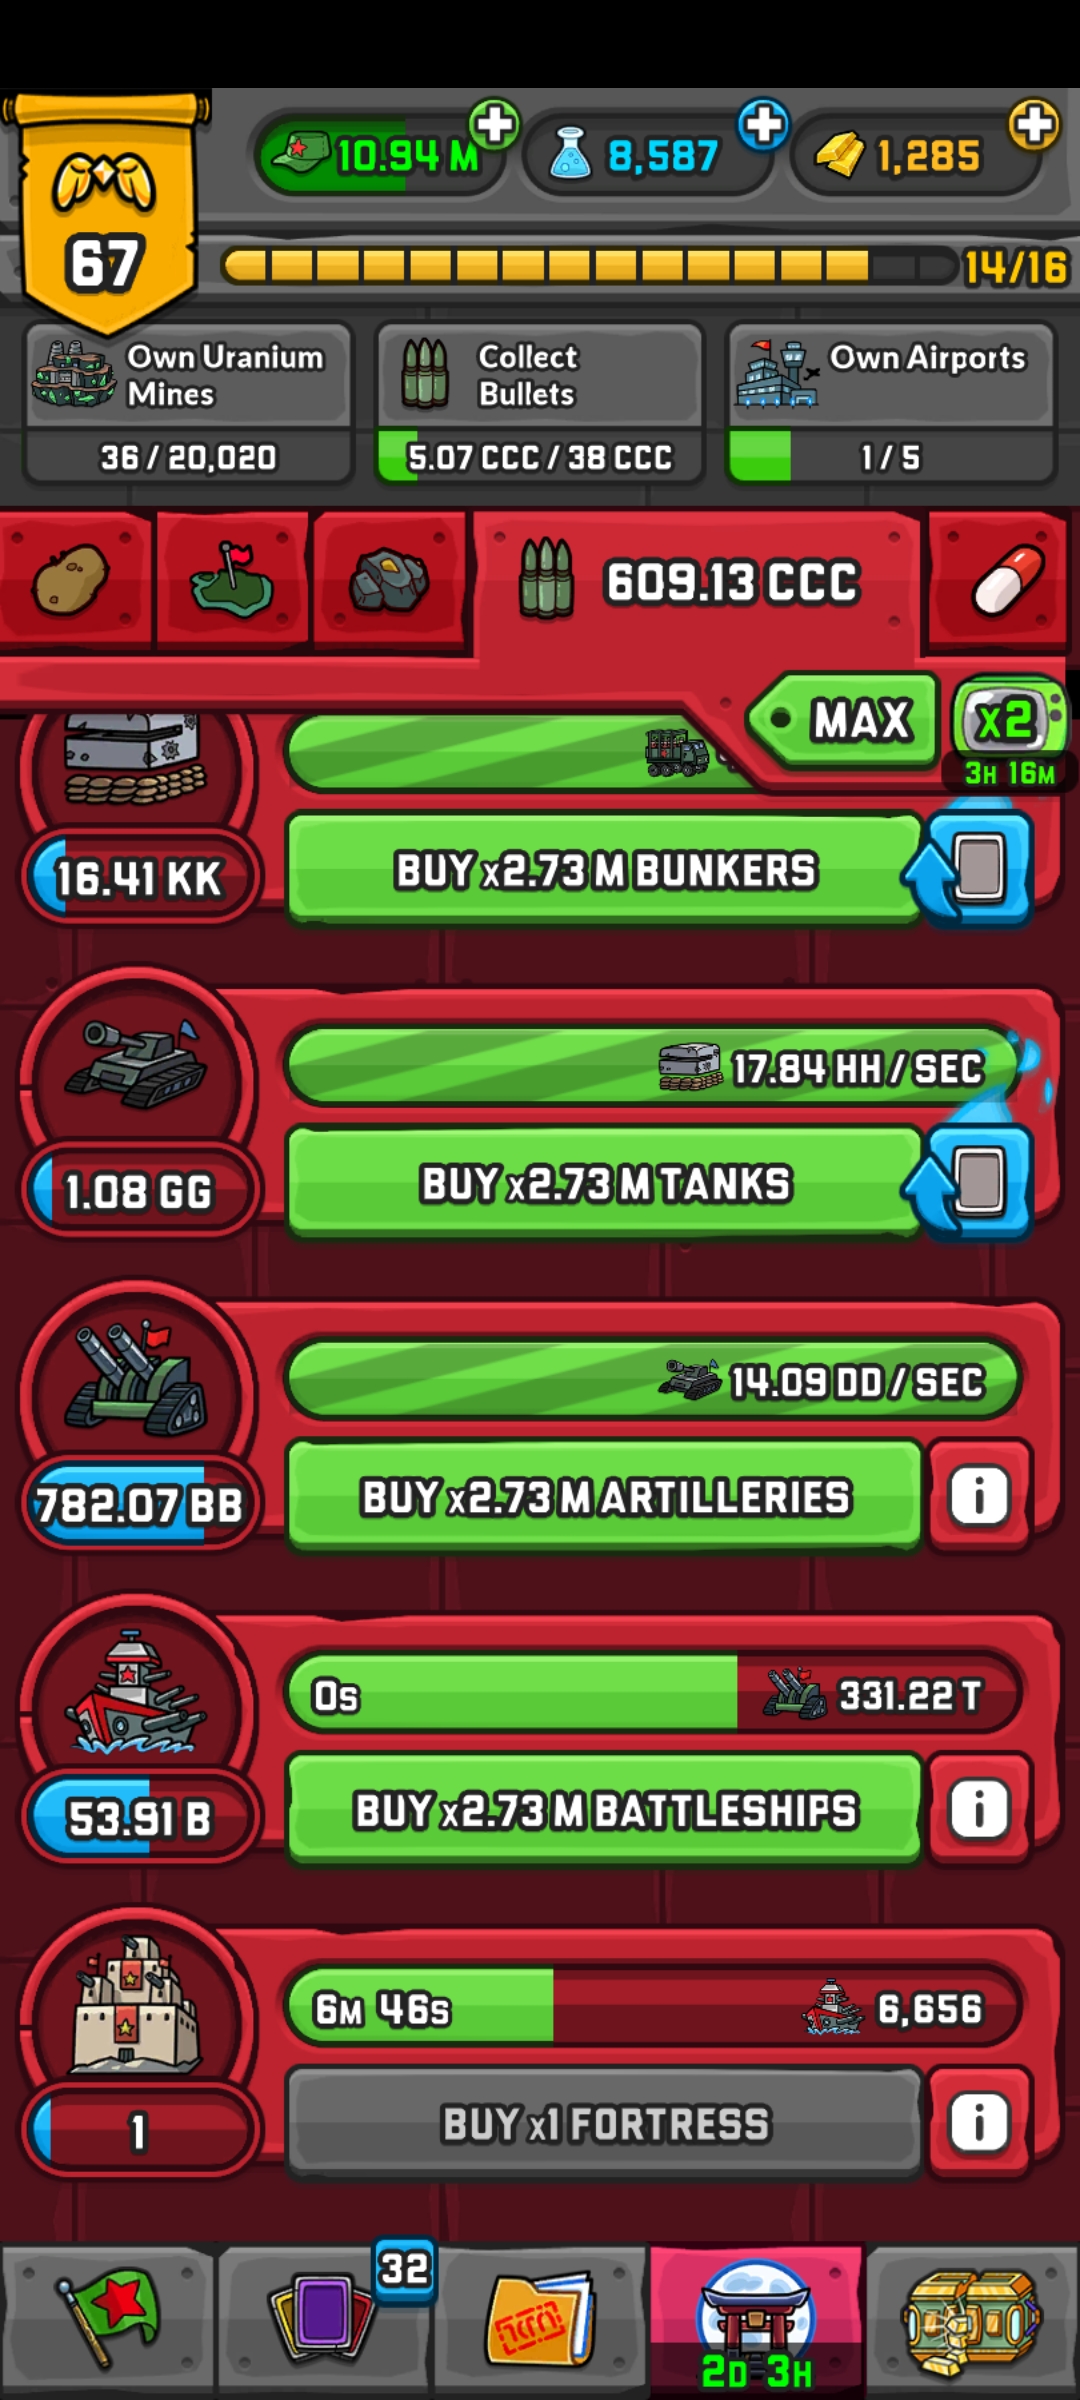 10.94 M
8,587
1,285
67
14/16
Own Uranium
Mines
36 / 20,020
Collect
Bullets
5.07 CCC / 38 CCC
Own Airports
1 / 5
609.13 CCC
MAX
x2
3H 16M
16.41 KK
BUY x2.73 M BUNKERS
17.84 HH / SEC
1.08 GG
BUY x2.73 M TANKS
14.09 DD / SEC
782.07 BB
BUY x2.73 M ARTILLERIES
i
0s
331.22 T
53.91 B
BUY x2.73 M BATTLESHIPS
i
6M 46s
6,656
1
BUY x1 FORTRESS
i
32
2D 3H